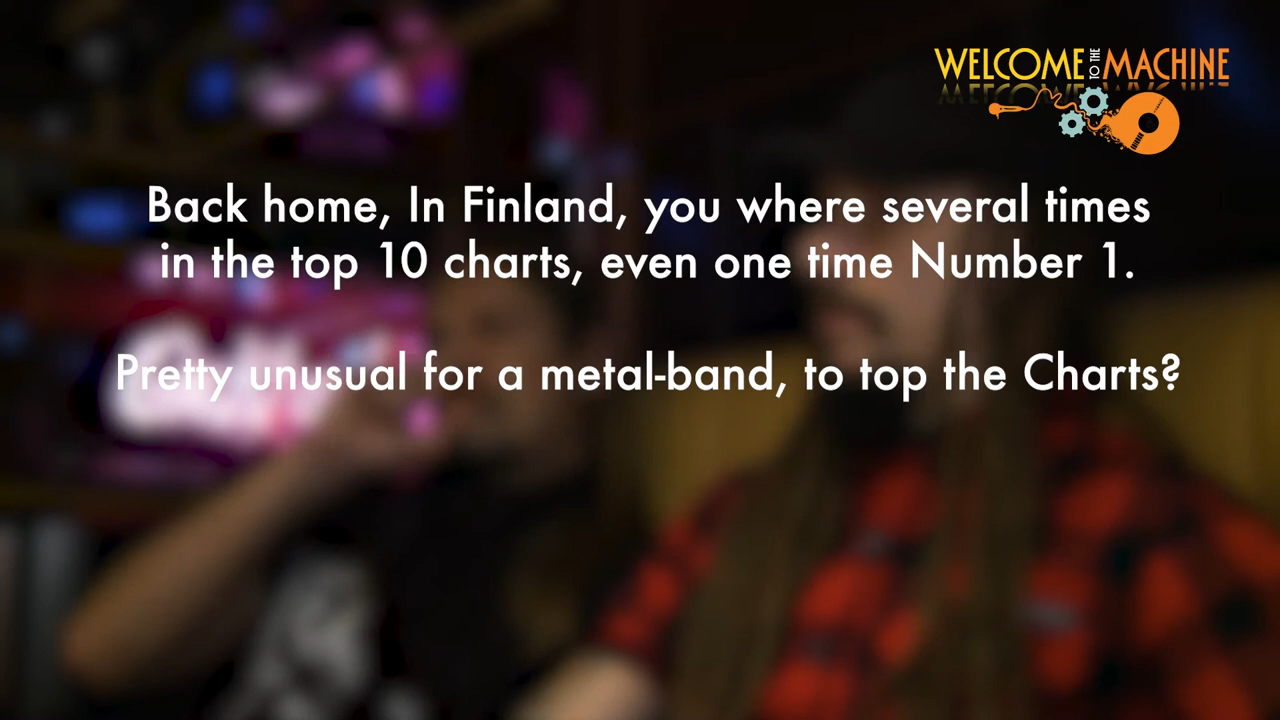 WELCOME TO THE MACHINE
Back home, In Finland, you where several times
in the top 10 charts, even one time Number 1.
Pretty unusual for a metal-band, to top the Charts?